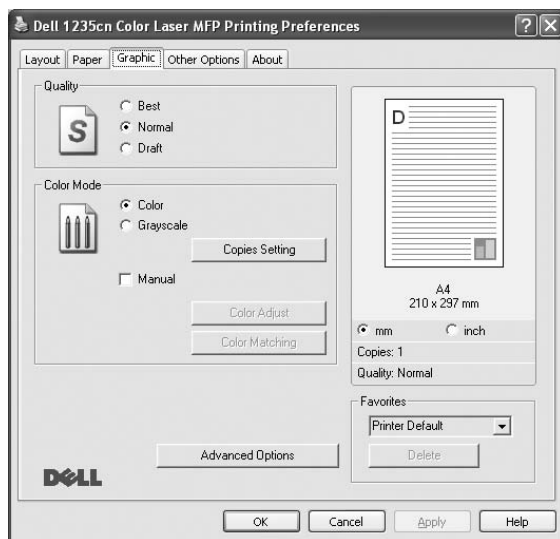 Dell 1235cn Color Laser MFP Printing Preferences
Layout Paper Graphic Other Options About
Quality
S
Best
Normal
Draft
Color Mode
Color
Grayscale
Copies Setting
Manual
Color Adjust
Color Matching
Advanced Options
DELL
D
A4
210 x 297 mm
mm inch
Copies: 1
Quality: Normal
Favorites
Printer Default
Delete
OK Cancel Apply Help